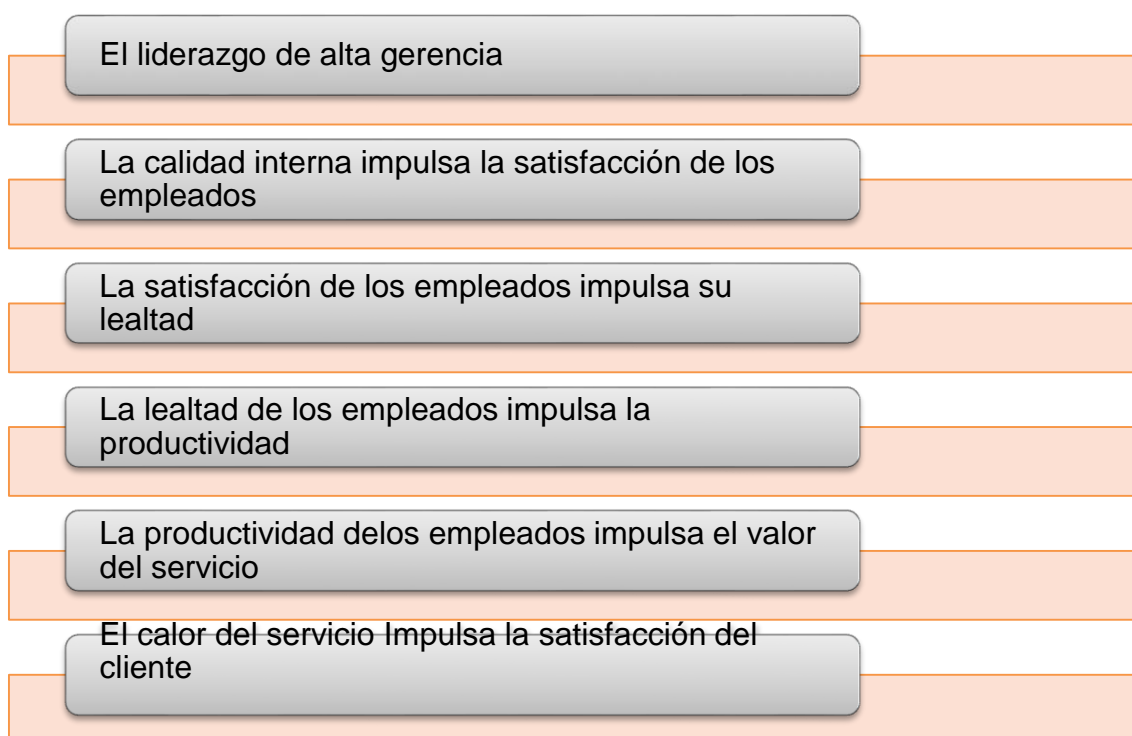 El liderazgo de alta gerencia
La calidad interna impulsa la satisfacción de los
empleados
La satisfacción de los empleados impulsa su
lealtad
La lealtad de los empleados impulsa la
productividad
La productividad delos empleados impulsa el valor
del servicio
El calor del servicio Impulsa la satisfacción del
cliente